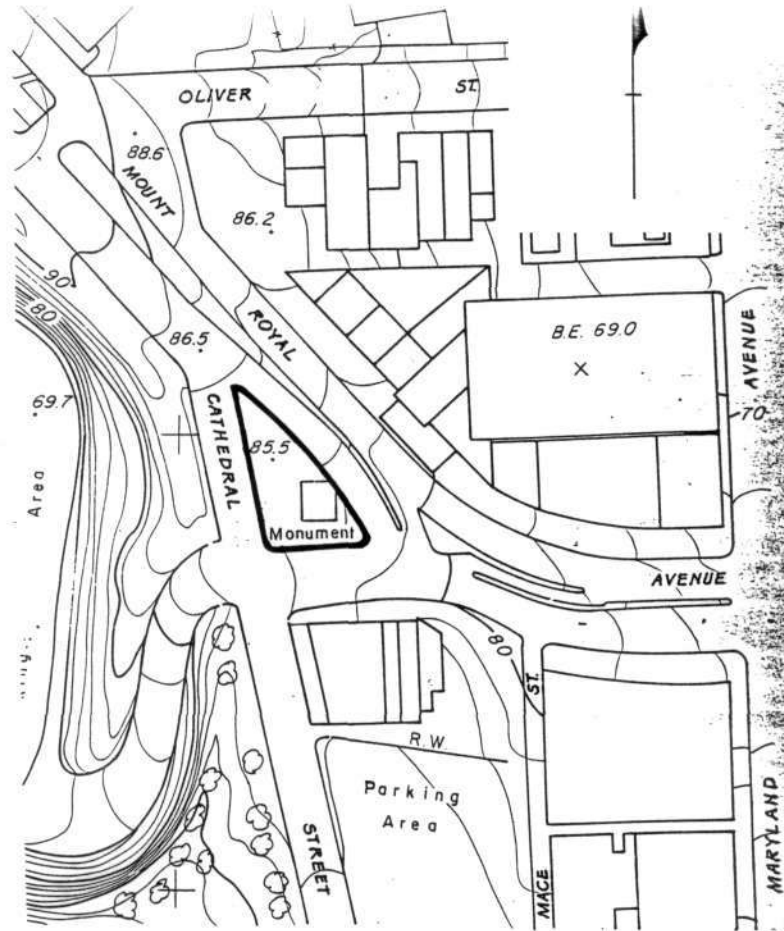 OLIVER ST.
88.6
MOUNT
86.2
90
80
86.5
ROYAL
B.E. 69.0
AVENUE
69.7
CATHEDRAL
70
85.5
Area
Monument
AVENUE
80
ST.
R.W.
Parking
Area
STREET
MACE
MARYLAND